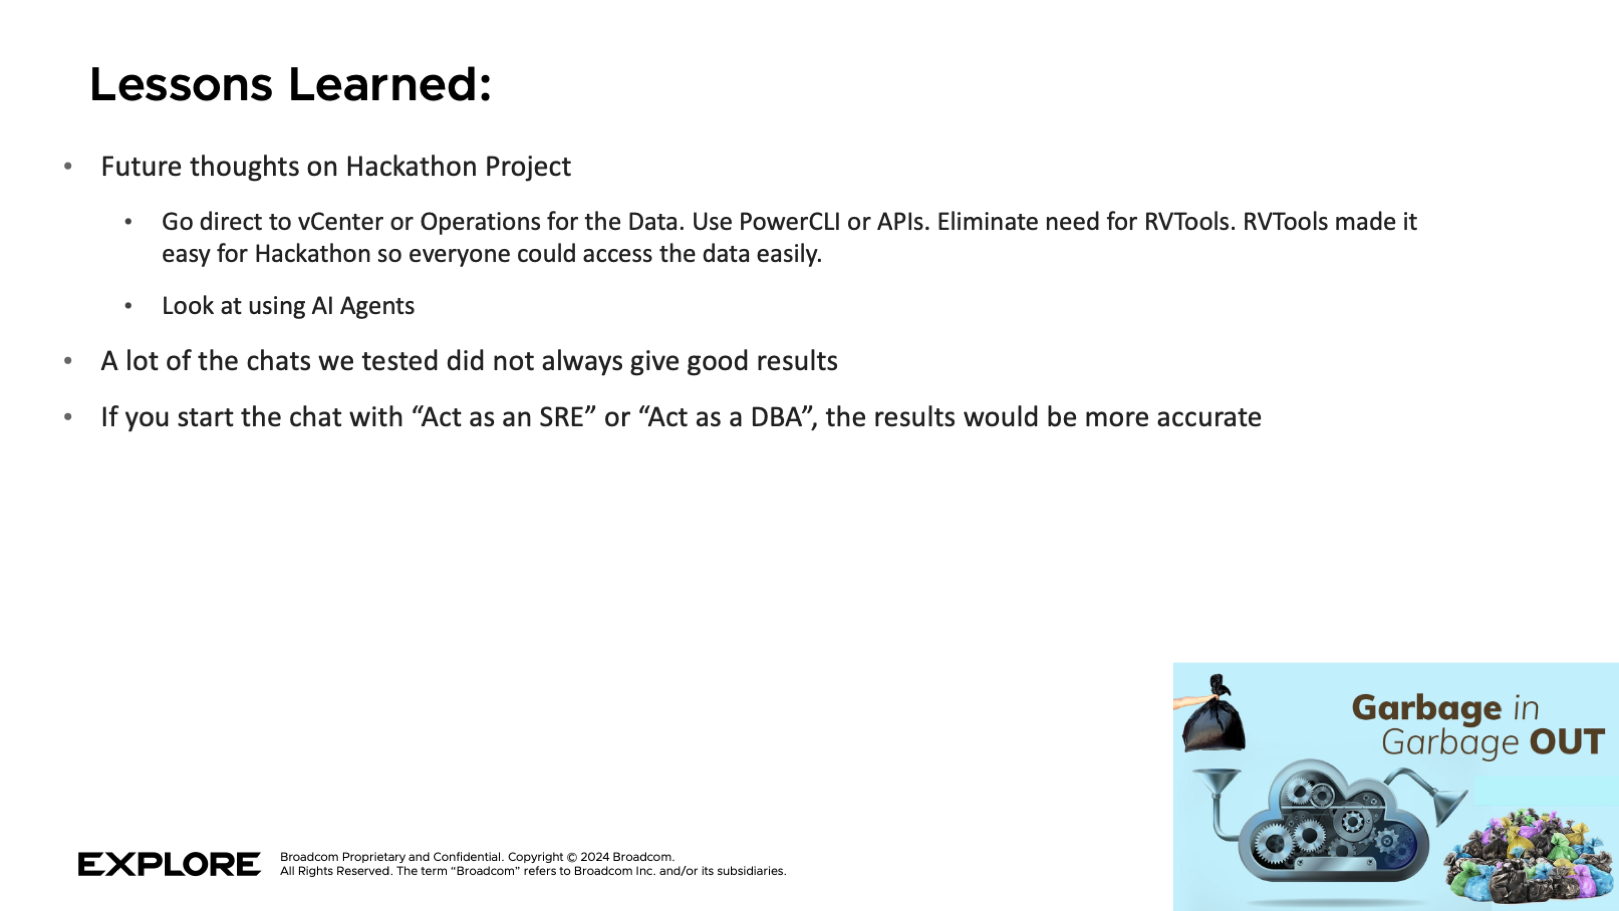 Lessons Learned:
• Future thoughts on Hackathon Project
• Go direct to vCenter or Operations for the Data. Use PowerCLI or APIs. Eliminate need for RVTools. RVTools made it
easy for Hackathon so everyone could access the data easily.
• Look at using AI Agents
• A lot of the chats we tested did not always give good results
• If you start the chat with “Act as an SRE” or “Act as a DBA”, the results would be more accurate
Garbage in
Garbage OUT
EXPLORE
Broadcom Proprietary and Confidential. Copyright © 2024 Broadcom.
All Rights Reserved. The term “Broadcom” refers to Broadcom Inc. and/or its subsidiaries.